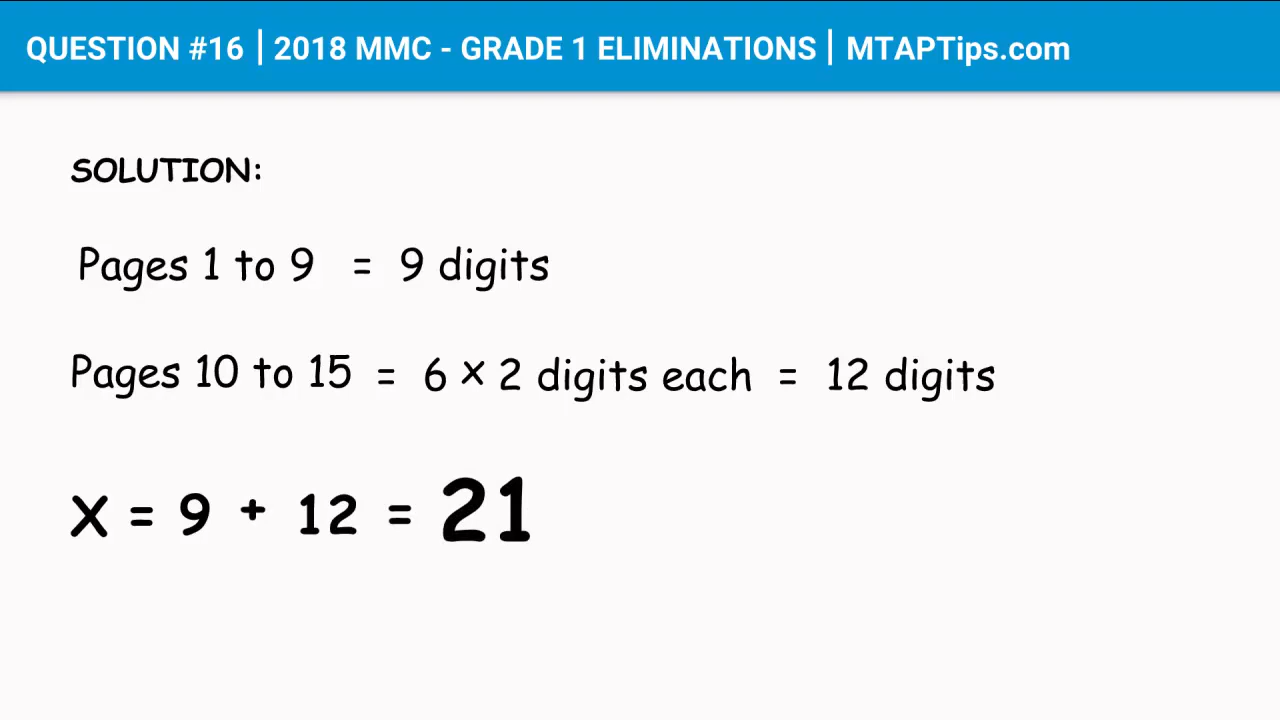 QUESTION #16 | 2018 MMC - GRADE 1 ELIMINATIONS | MTAPTips.com
SOLUTION:
Pages 1 to 9 = 9 digits
Pages 10 to 15 = 6 x 2 digits each = 12 digits
X = 9 + 12 = 21